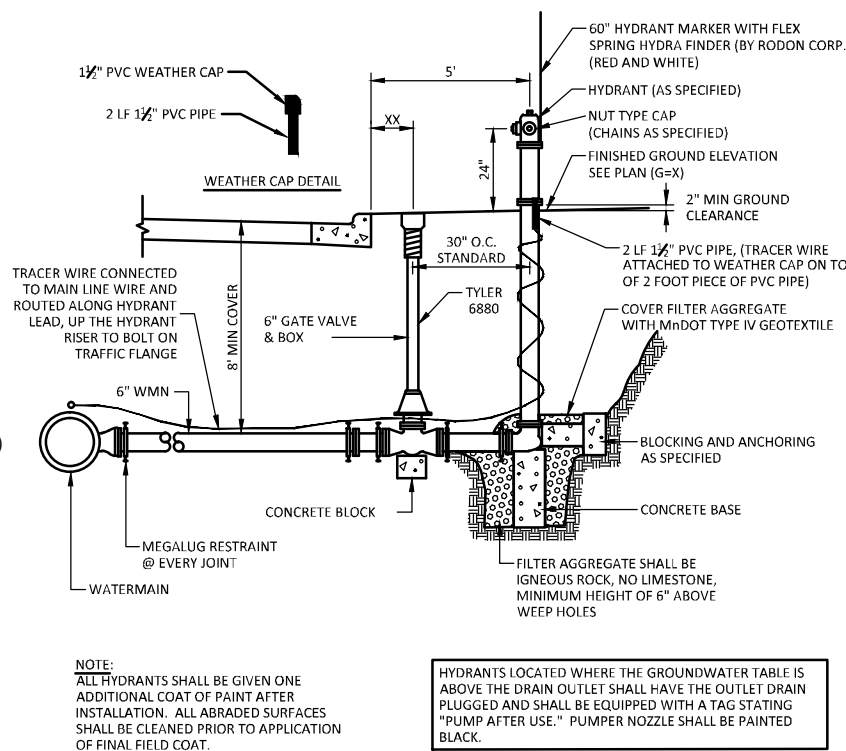 60" HYDRANT MARKER WITH FLEX
SPRING HYDRA FINDER (BY RODON CORP.
(RED AND WHITE)
5'
1½" PVC WEATHER CAP
HYDRANT (AS SPECIFIED)
2 LF 1½" PVC PIPE
XX
NUT TYPE CAP
(CHAINS AS SPECIFIED)
24"
FINISHED GROUND ELEVATION
SEE PLAN (G=X)
WEATHER CAP DETAIL
2" MIN GROUND
CLEARANCE
30" O.C.
STANDARD
2 LF 1½" PVC PIPE, (TRACER WIRE
ATTACHED TO WEATHER CAP ON TO
OF 2 FOOT PIECE OF PVC PIPE)
TRACER WIRE CONNECTED
TO MAIN LINE WIRE AND
ROUTED ALONG HYDRANT
LEAD, UP THE HYDRANT
RISER TO BOLT ON
TRAFFIC FLANGE
8' MIN COVER
6" GATE VALVE
& BOX
TYLER
6880
COVER FILTER AGGREGATE
WITH MnDOT TYPE IV GEOTEXTILE
6" WMN
BLOCKING AND ANCHORING
AS SPECIFIED
CONCRETE BLOCK
CONCRETE BASE
MEGALUG RESTRAINT
@ EVERY JOINT
WATERMAIN
FILTER AGGREGATE SHALL BE
IGNEOUS ROCK, NO LIMESTONE,
MINIMUM HEIGHT OF 6" ABOVE
WEEP HOLES
NOTE:
ALL HYDRANTS SHALL BE GIVEN ONE
ADDITIONAL COAT OF PAINT AFTER
INSTALLATION. ALL ABRADED SURFACES
SHALL BE CLEANED PRIOR TO APPLICATION
OF FINAL FIELD COAT.
HYDRANTS LOCATED WHERE THE GROUNDWATER TABLE IS
ABOVE THE DRAIN OUTLET SHALL HAVE THE OUTLET DRAIN
PLUGGED AND SHALL BE EQUIPPED WITH A TAG STATING
"PUMP AFTER USE." PUMPER NOZZLE SHALL BE PAINTED
BLACK.